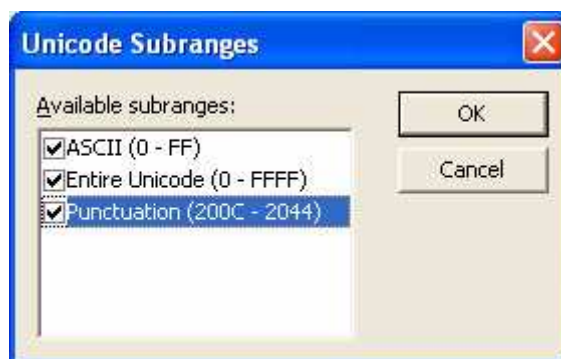 Unicode Subranges
Available subranges:
ASCII (0 - FF)
Entire Unicode (0 - FFFF)
Punctuation (200C - 2044)
OK
Cancel